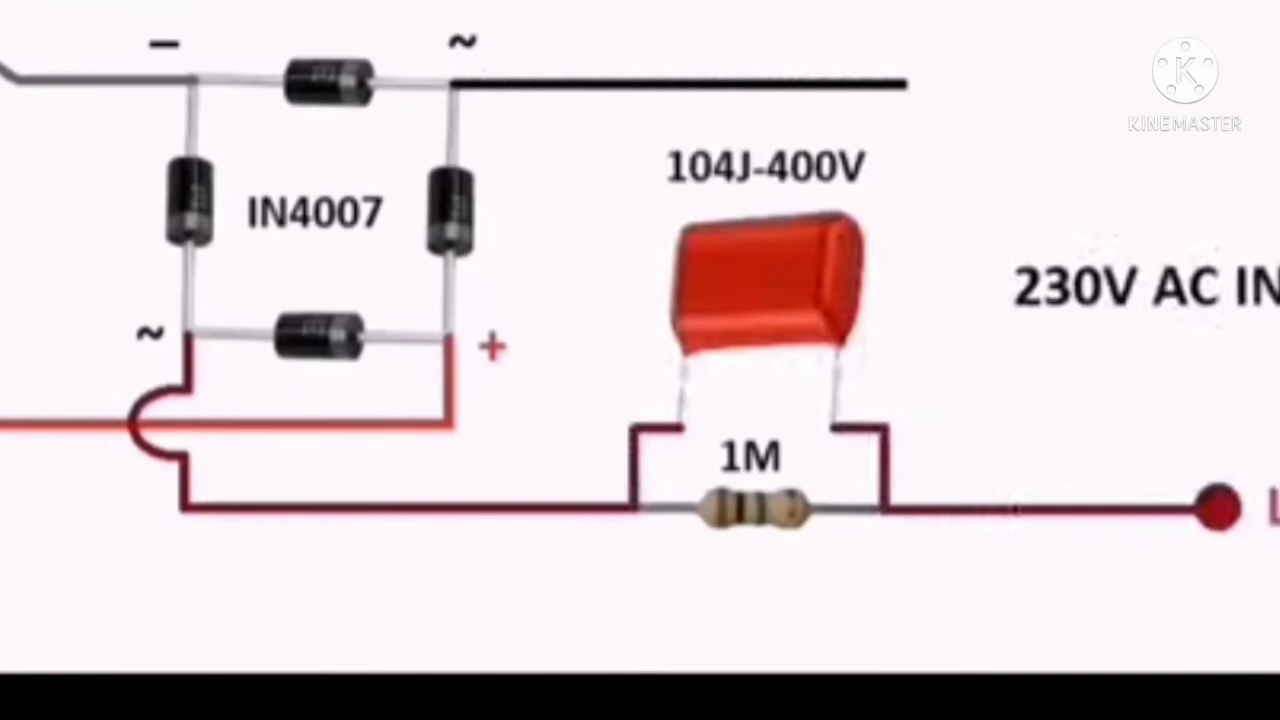 − ~
KINEMASTER
104J-400V
IN4007
230V AC IN
~ +
1M
L